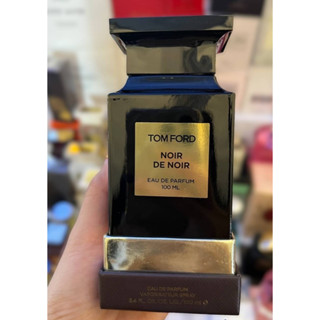 TOM FORD
NOIR
DE NOIR
EAU DE PARFUM
100 ML
EAU DE PARFUM